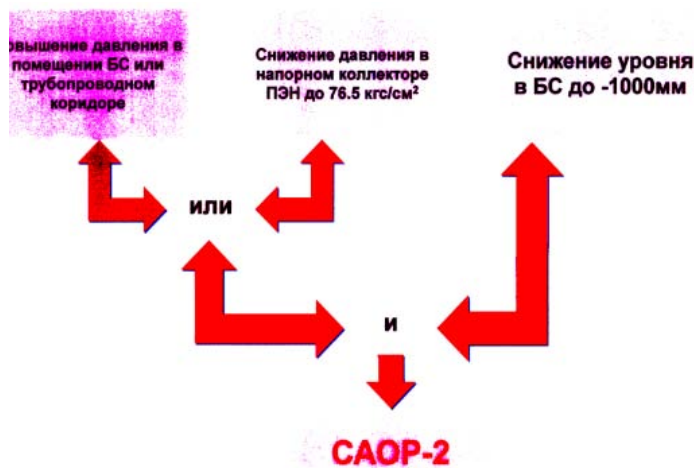 овышение давления в
помещении БС или
трубопроводном
коридоре
Снижение давления в
напорном коллекторе
ПЭН до 76.5 кгс/см²
Снижение уровня
в БС до -1000мм
или
и
САОР-2